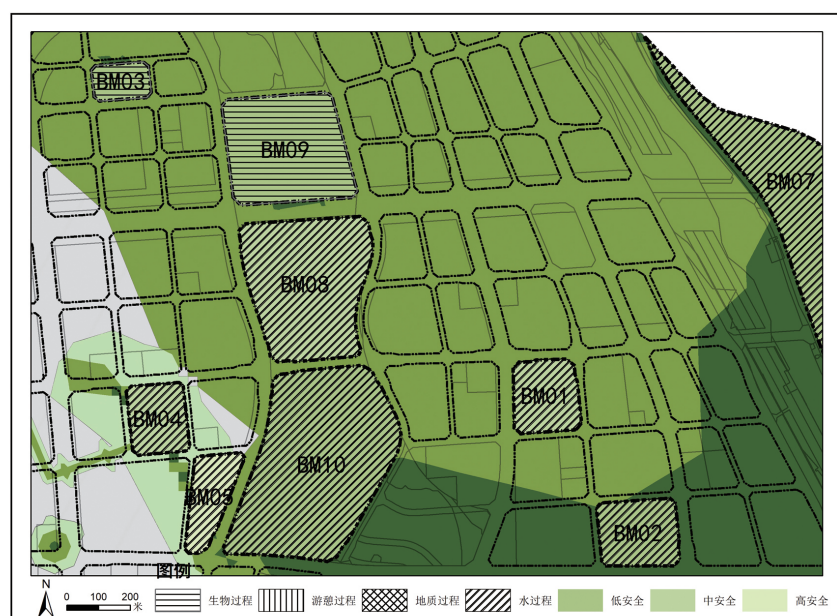 BM03
BM09
BM07
BM08
BM01
BM04
BM05
BM10
BM02
图例
N
0 100 200
米
生物过程
游憩过程
地质过程
水过程
低安全
中安全
高安全